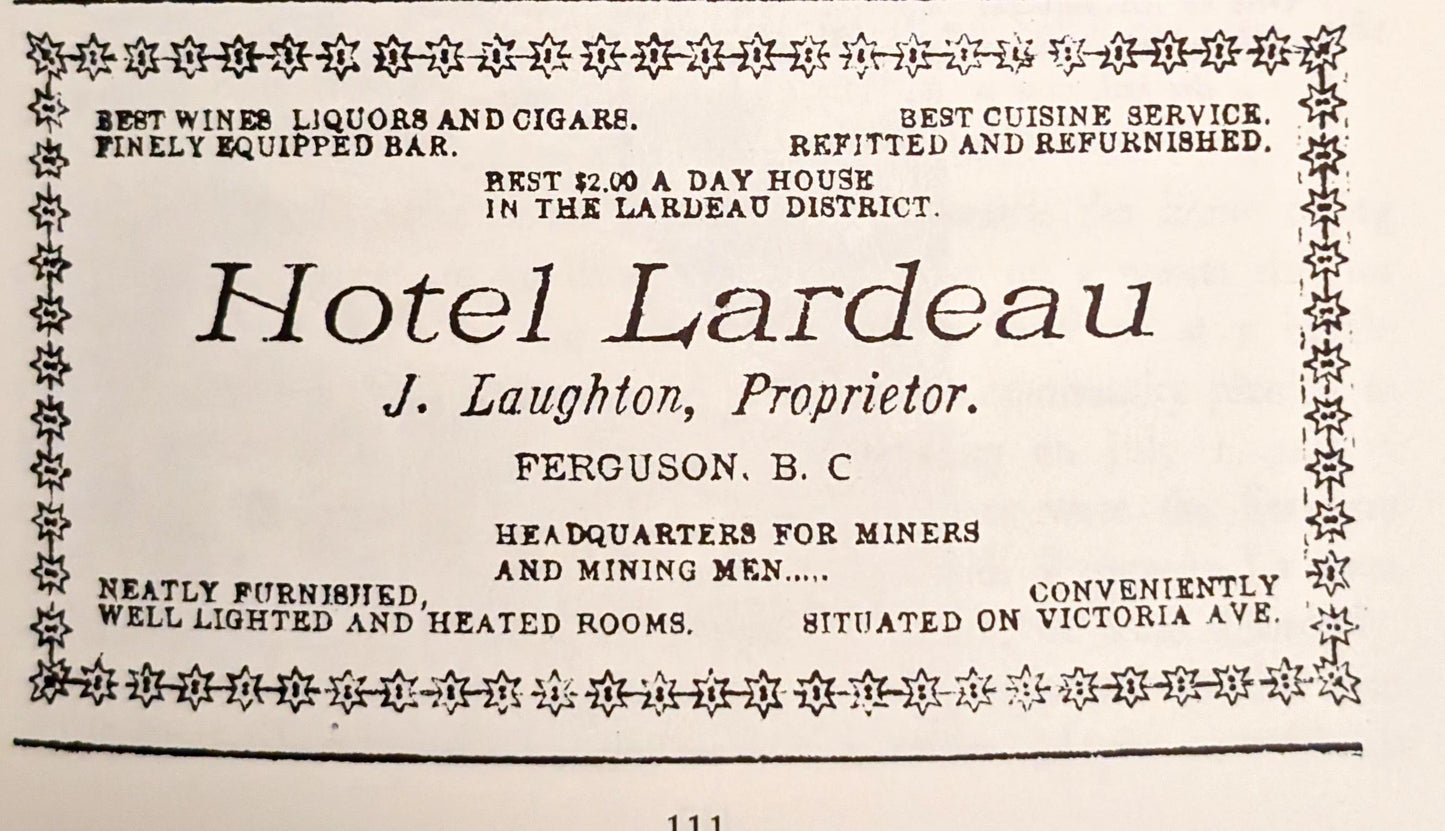 BEST WINES LIQUORS AND CIGARS.
FINELY EQUIPPED BAR.
BEST CUISINE SERVICE.
REFITTED AND REFURNISHED.
BEST $2.00 A DAY HOUSE
IN THE LARDEAU DISTRICT.
Hotel Lardeau
J. Laughton, Proprietor.
FERGUSON. B. C
HEADQUARTERS FOR MINERS
AND MINING MEN.....
NEATLY FURNISHED,
WELL LIGHTED AND HEATED ROOMS.
CONVENIENTLY
SITUATED ON VICTORIA AVE.
111